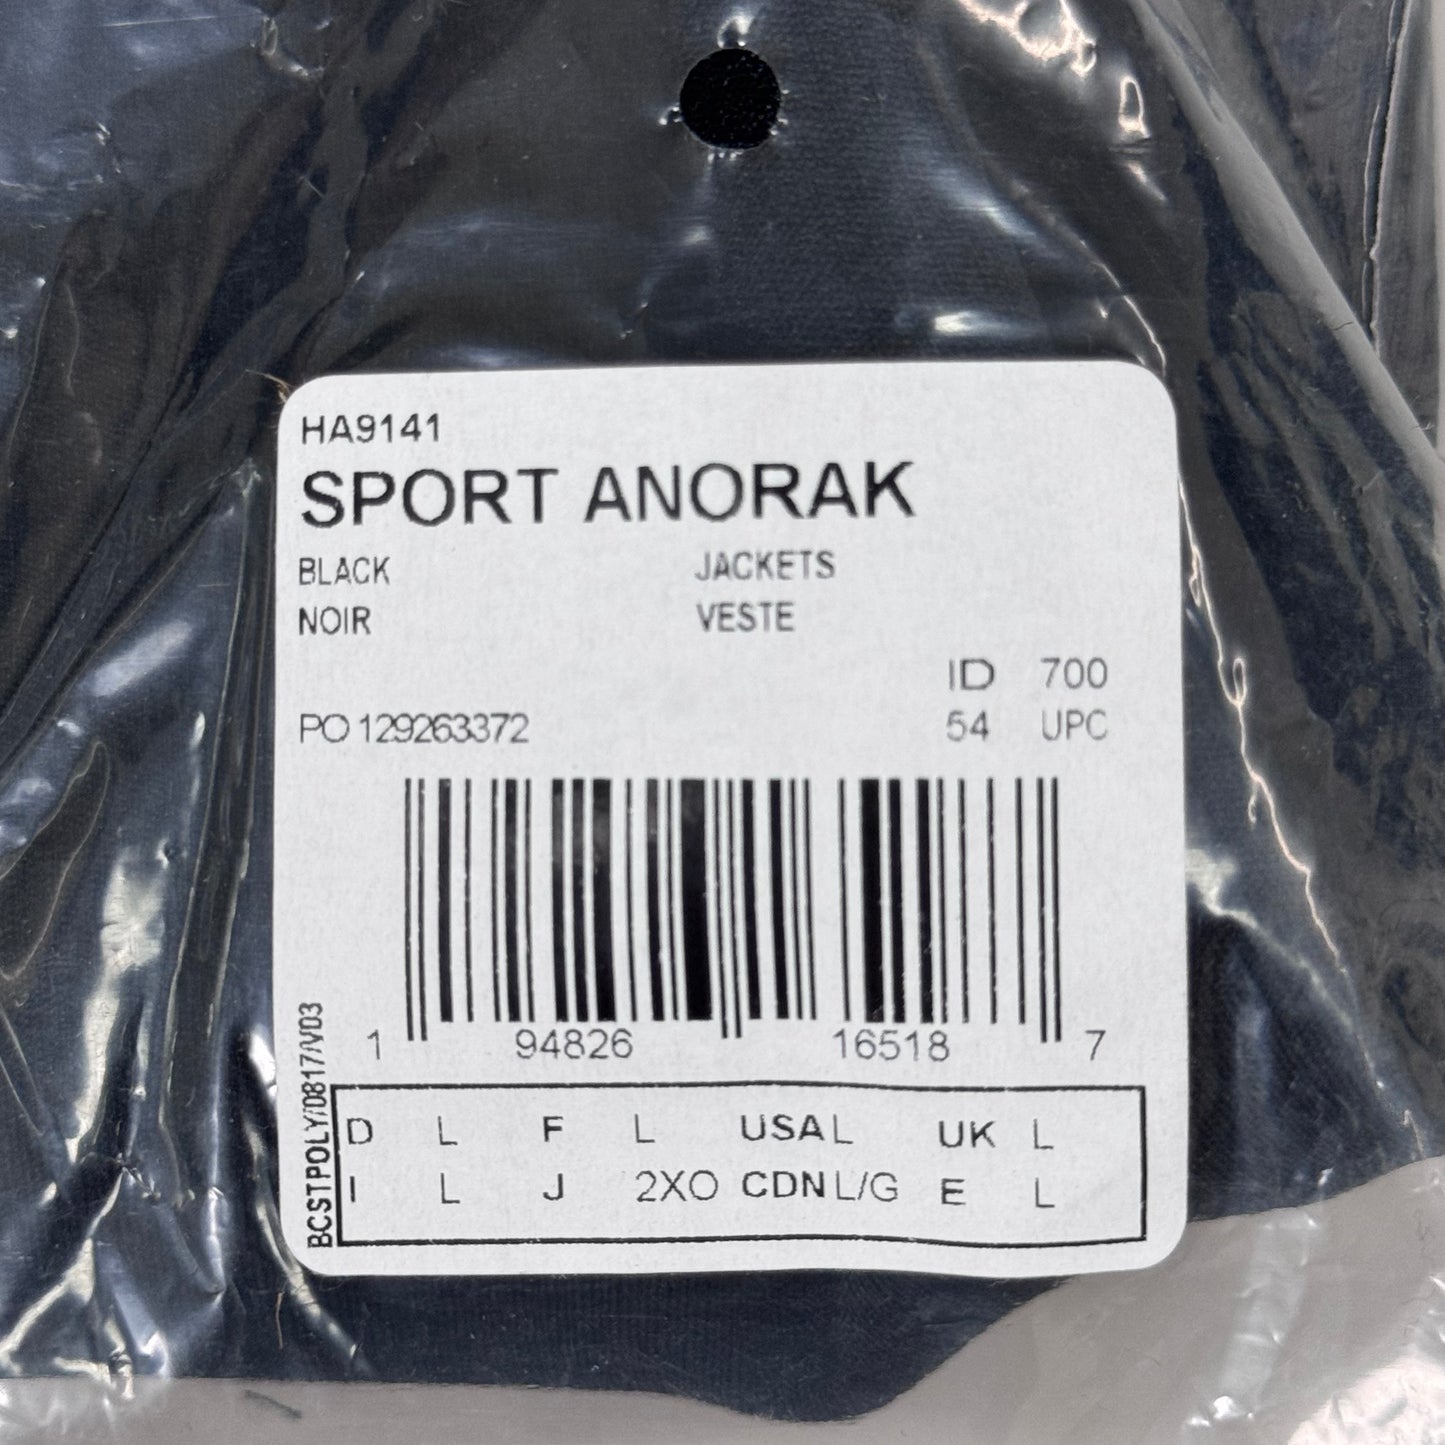 HA9141
SPORT ANORAK
BLACK JACKETS
NOIR VESTE
ID 700
PO 129263372 54 UPC
1 94826 16518 7
BCSTPOLY/0817/V03
D L F L USA L UK L
I L J 2XO CDN L/G E L